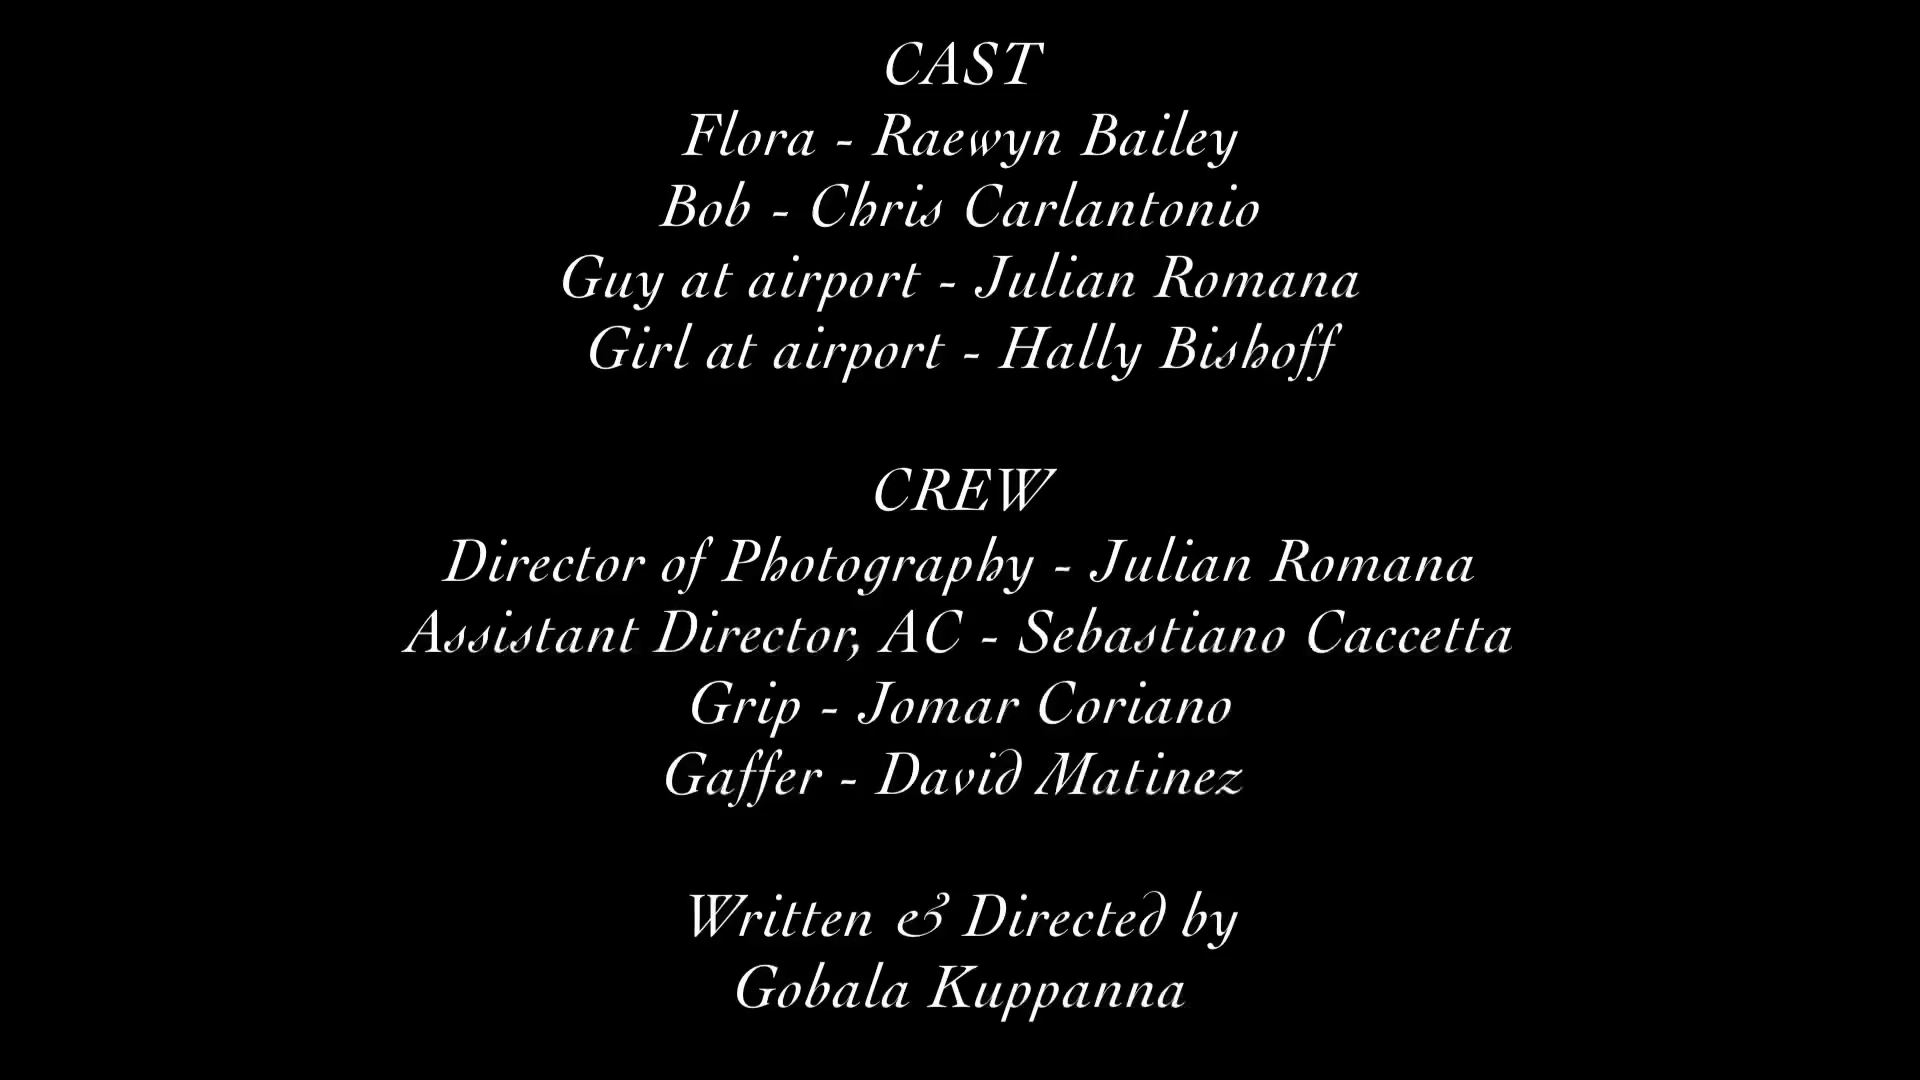 CAST
Flora - Raewyn Bailey
Bob - Chris Carlantonio
Guy at airport - Julian Romana
Girl at airport - Hally Bishoff
CREW
Director of Photography - Julian Romana
Assistant Director, AC - Sebastiano Caccetta
Grip - Jomar Coriano
Gaffer - David Matinez
Written & Directed by
Gobala Kuppanna